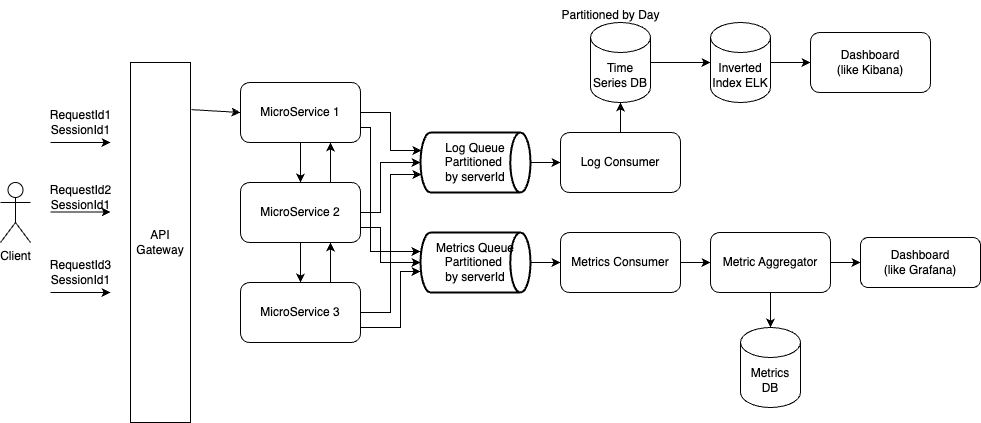 Partitioned by Day
Time
Series DB
Inverted
Index ELK
Dashboard
(like Kibana)
RequestId1
SessionId1
MicroService 1
Log Queue
Partitioned
by serverId
Log Consumer
RequestId2
SessionId1
MicroService 2
Client
API
Gateway
Metrics Queue
Partitioned
by serverId
Metrics Consumer
Metric Aggregator
Dashboard
(like Grafana)
RequestId3
SessionId1
MicroService 3
Metrics
DB